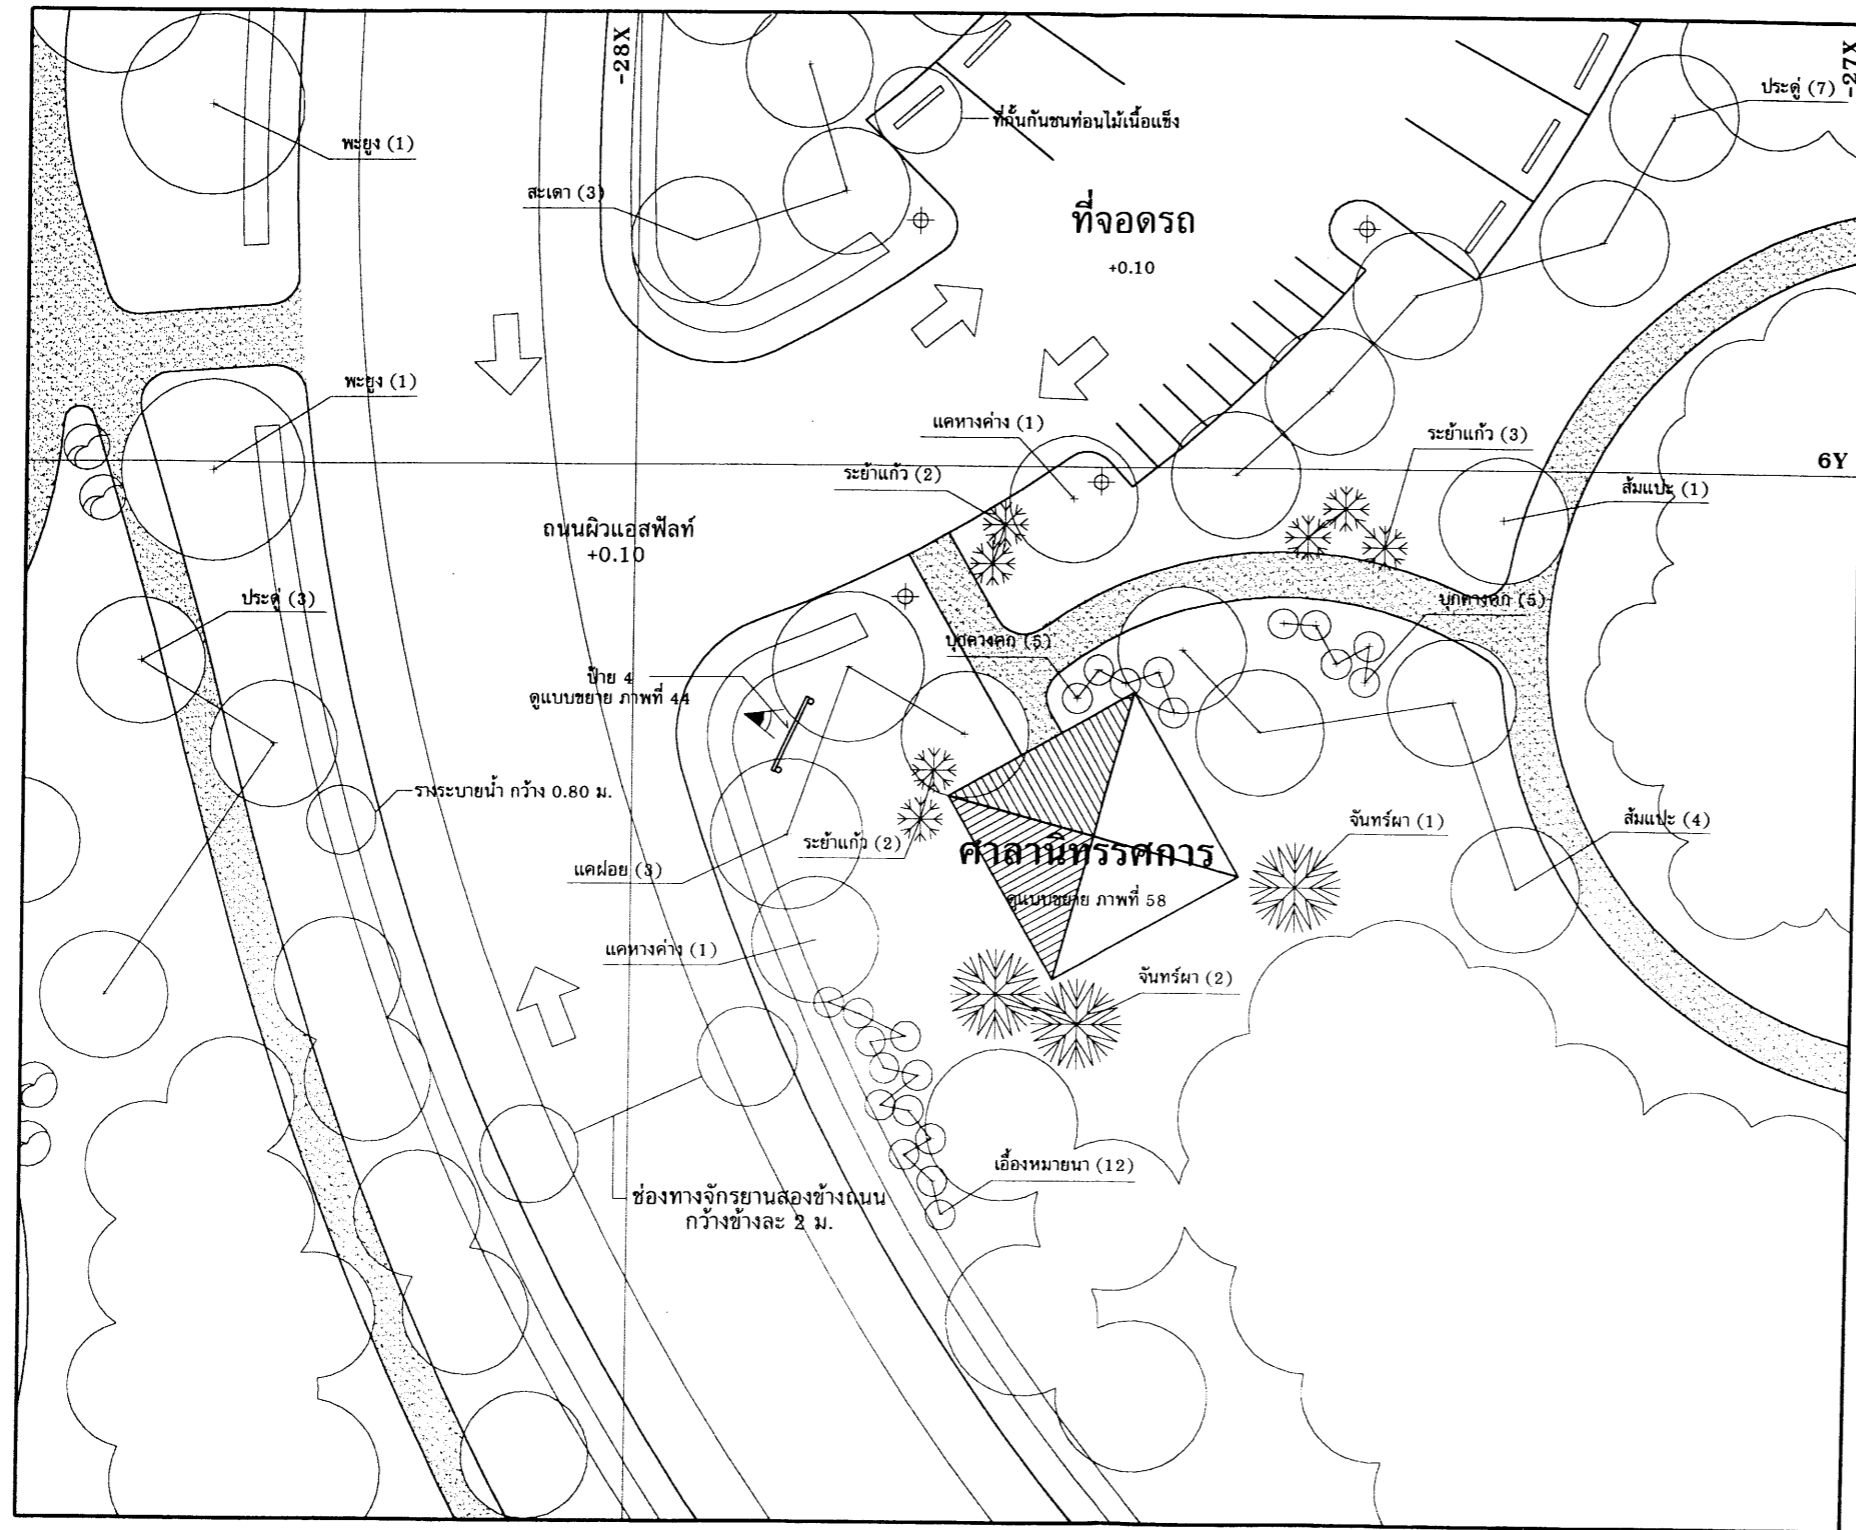 -28X
-27X
ประดู่ (7)
ที่กั้นกันชนท่อนไม้เนื้อแข็ง
พะยูง (1)
สะเดา (3)
ที่จอดรถ
+0.10
พะยูง (1)
แคหางค่าง (1)
ระย้าแก้ว (3)
6Y
ระย้าแก้ว (2)
ส้มแปะ (1)
ถนนผิวแอสฟัลท์
+0.10
ประดู่ (3)
บุกคางคก (5)
บุกคางคก (5)
ป้าย 4
ดูแบบขยาย ภาพที่ 44
รางระบายน้ำ กว้าง 0.80 ม.
จันทร์ผา (1)
ส้มแปะ (4)
ระย้าแก้ว (2)
ศาลานิทรรศการ
แคฝอย (3)
ดูแบบขยาย ภาพที่ 58
แคหางค่าง (1)
จันทร์ผา (2)
เอื้องหมายนา (12)
ช่องทางจักรยานสองข้างถนน
กว้างข้างละ 2 ม.